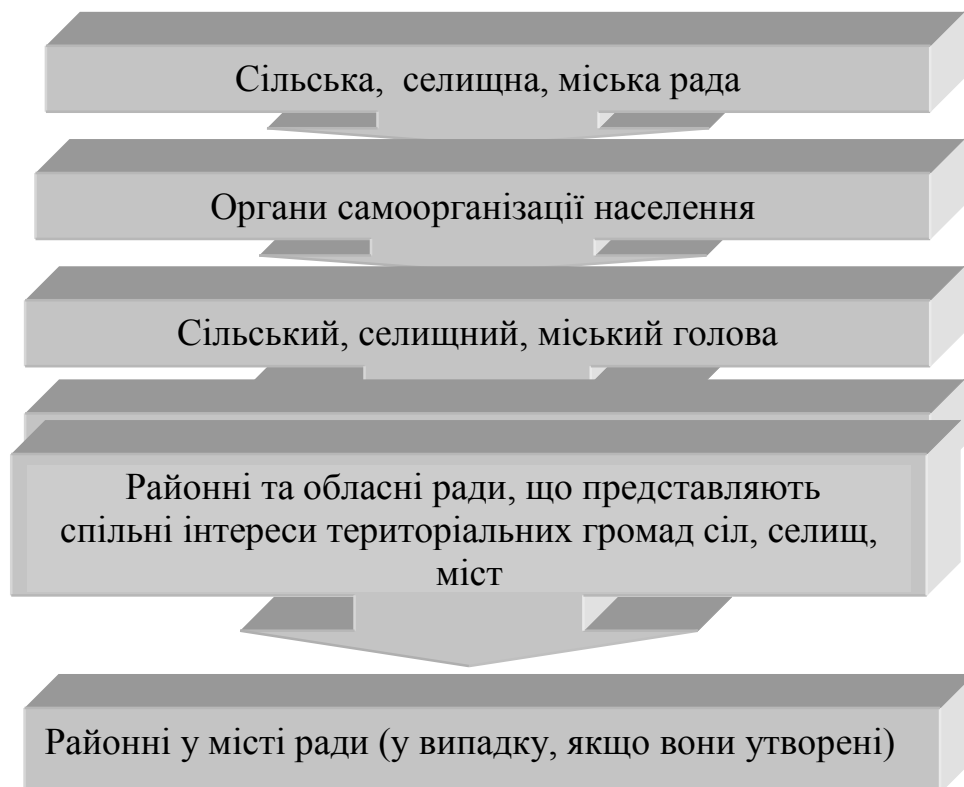 Сільська, селищна, міська рада
Органи самоорганізації населення
Сільський, селищний, міський голова
Районні та обласні ради, що представляють
спільні інтереси територіальних громад сіл, селищ,
міст
Районні у місті ради (у випадку, якщо вони утворені)